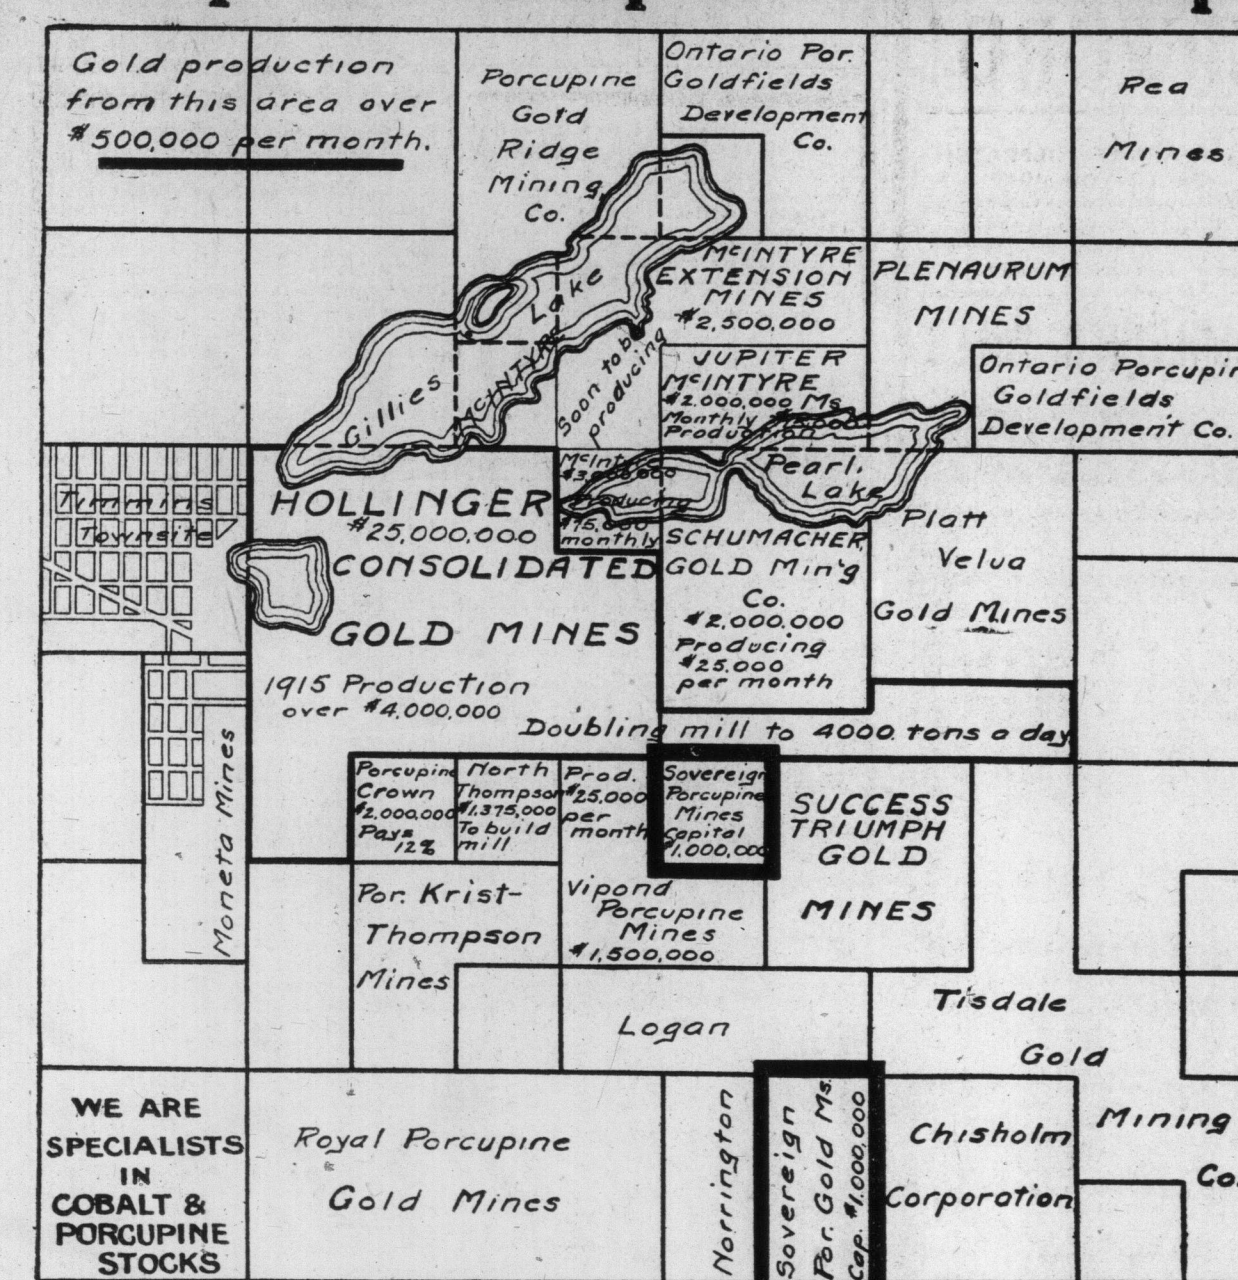 Gold production
from this area over
$500,000 per month.
Porcupine
Gold
Ridge
Mining
Co.
Ontario Por.
Goldfields
Development
Co.
Rea
Mines
McINTYRE
EXTENSION
MINES
$2,500,000
PLENAURUM
MINES
JUPITER
McINTYRE
$2,000,000 Ms
Monthly
Production
Ontario Porcupin
Goldfields
Development Co.
Gillies
Lake
McINTYRE
Soon to be
producing
McInt
Producing
$75,000
monthly
Pearl
Lake
Timmins
Townsite
HOLLINGER
$25,000,000
CONSOLIDATED
GOLD MINES
1915 Production
over $4,000,000
Doubling mill to 4000 tons a day
SCHUMACHER
GOLD Min'g
Co.
$2,000,000
Producing
$25,000
per month
Platt
Velua
Gold Mines
Moneta Mines
Porcupine
Crown
$2,000,000
Pays
12%
North
Thompson
$1,375,000
To build
mill
Prod.
$25,000
per
month
Sovereign
Porcupine
Mines
Capital
$1,000,000
SUCCESS
TRIUMPH
GOLD
MINES
Por. Krist-
Thompson
Mines
Vipond
Porcupine
Mines
$1,500,000
Logan
Tisdale
Gold
Mining
Co.
WE ARE
SPECIALISTS
IN
COBALT &
PORCUPINE
STOCKS
Royal Porcupine
Gold Mines
Norrington
Sovereign
Por. Gold Ms.
Cap. $1,000,000
Chisholm
Corporation